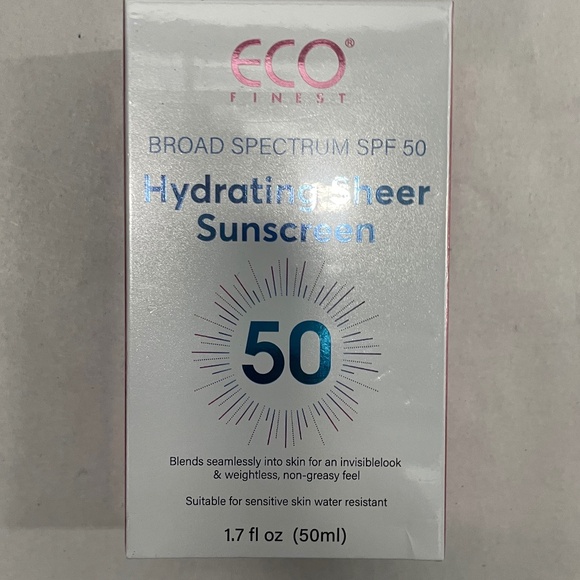 ECO®
FINEST
BROAD SPECTRUM SPF 50
Hydrating Sheer
Sunscreen
50
Blends seamlessly into skin for an invisiblelook
& weightless, non-greasy feel
Suitable for sensitive skin water resistant
1.7 fl oz (50ml)